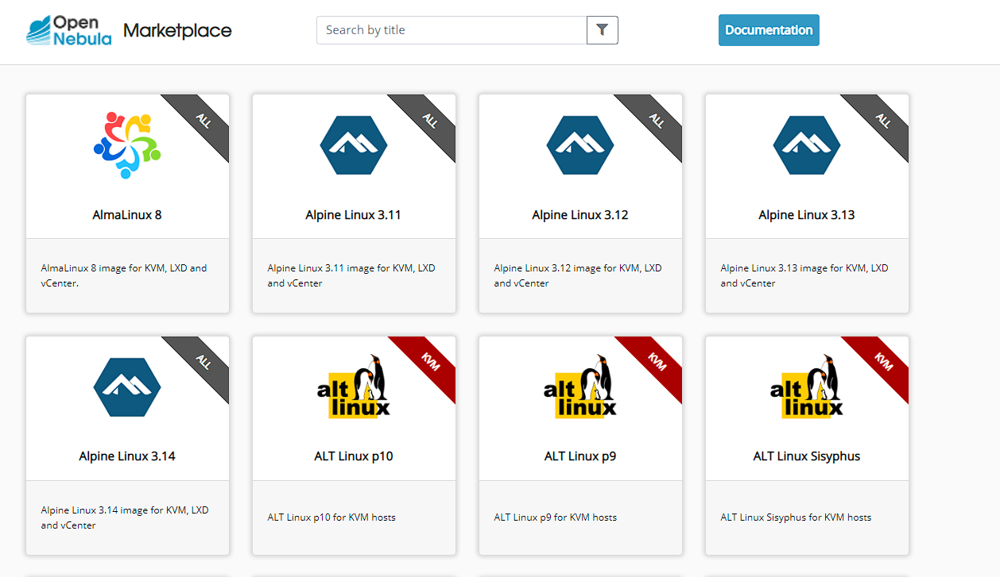 Open
Nebula
Marketplace
Search by title
Documentation
ALL
AlmaLinux 8
AlmaLinux 8 image for KVM, LXD and
vCenter.
ALL
Alpine Linux 3.11
Alpine Linux 3.11 image for KVM, LXD
and vCenter
ALL
Alpine Linux 3.12
Alpine Linux 3.12 image for KVM, LXD
and vCenter
ALL
Alpine Linux 3.13
Alpine Linux 3.13 image for KVM, LXD
and vCenter
ALL
Alpine Linux 3.14
Alpine Linux 3.14 image for KVM, LXD
and vCenter
KVM
alt
linux
ALT Linux p10
ALT Linux p10 for KVM hosts
KVM
alt
linux
ALT Linux p9
ALT Linux p9 for KVM hosts
KVM
alt
linux
ALT Linux Sisyphus
ALT Linux Sisyphus for KVM hosts